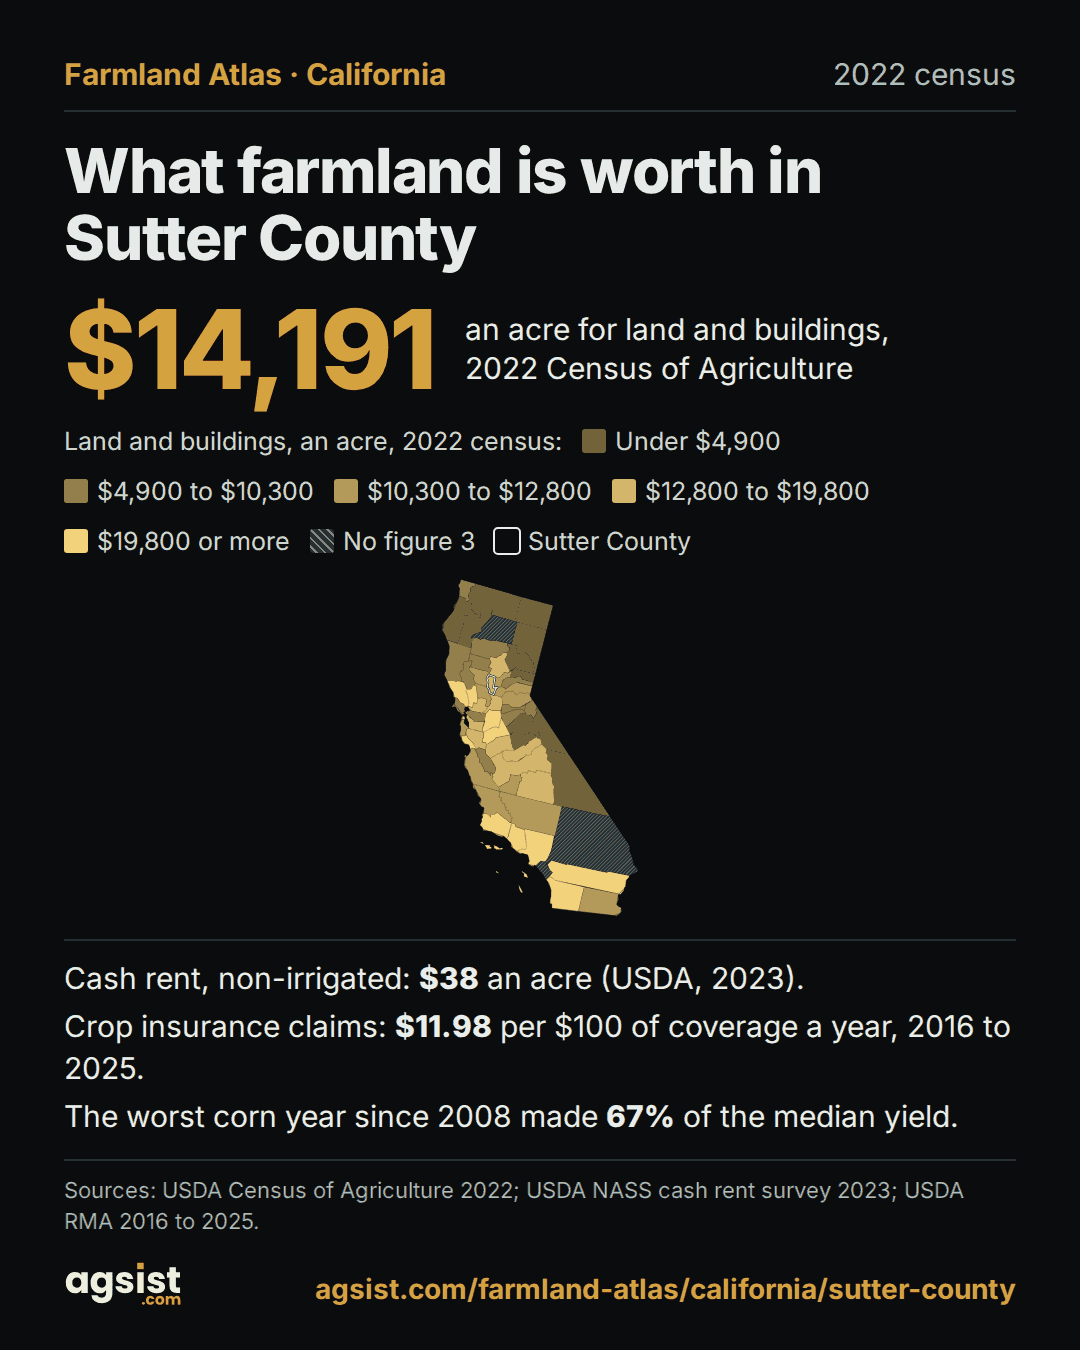 Farmland Atlas · California
2022 census
What farmland is worth in
Sutter County
$14,191
an acre for land and buildings,
2022 Census of Agriculture
Land and buildings, an acre, 2022 census: Under $4,900
$4,900 to $10,300 $10,300 to $12,800 $12,800 to $19,800
$19,800 or more No figure 3 Sutter County
Cash rent, non-irrigated: $38 an acre (USDA, 2023).
Crop insurance claims: $11.98 per $100 of coverage a year, 2016 to
2025.
The worst corn year since 2008 made 67% of the median yield.
Sources: USDA Census of Agriculture 2022; USDA NASS cash rent survey 2023; USDA
RMA 2016 to 2025.
agsist
.com
agsist.com/farmland-atlas/california/sutter-county